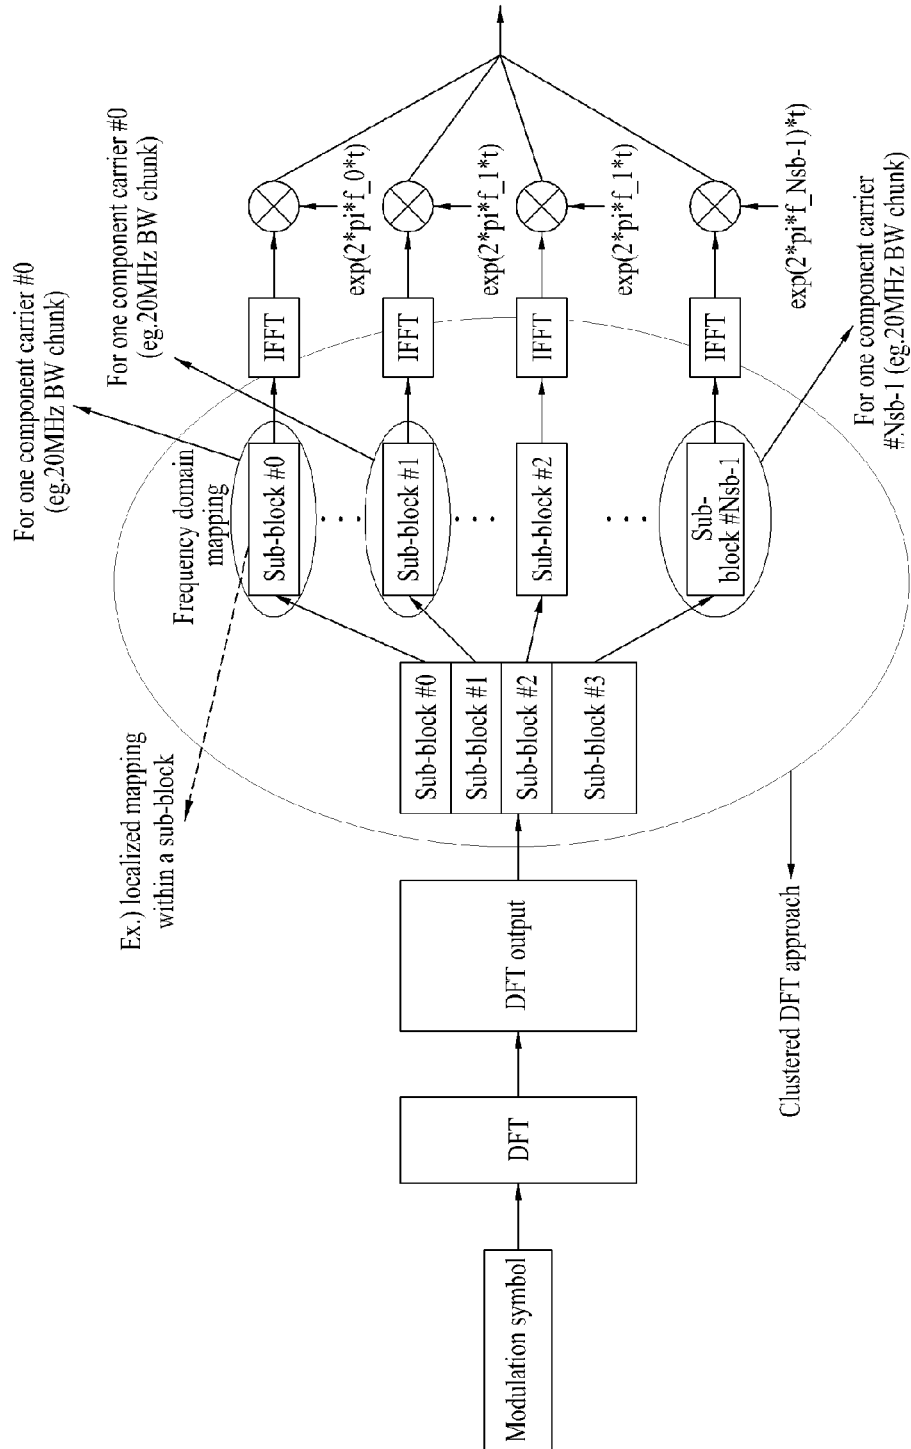 Modulation symbol
DFT
DFT output
Sub-block #0
Sub-block #1
Sub-block #2
Sub-block #3
Clustered DFT approach
Ex.) localized mapping
within a sub-block
Frequency domain
mapping
Sub-block #0
Sub-block #1
Sub-block #2
Sub-
block #Nsb-1
• • •
• • •
• • •
For one component carrier #0
(eg.20MHz BW chunk)
For one component carrier #0
(eg.20MHz BW chunk)
For one component carrier
#Nsb-1 (eg.20MHz BW chunk)
IFFT
IFFT
IFFT
IFFT
exp(2*pi*f_0*t)
exp(2*pi*f_1*t)
exp(2*pi*f_1*t)
exp(2*pi*f_Nsb-1)*t)